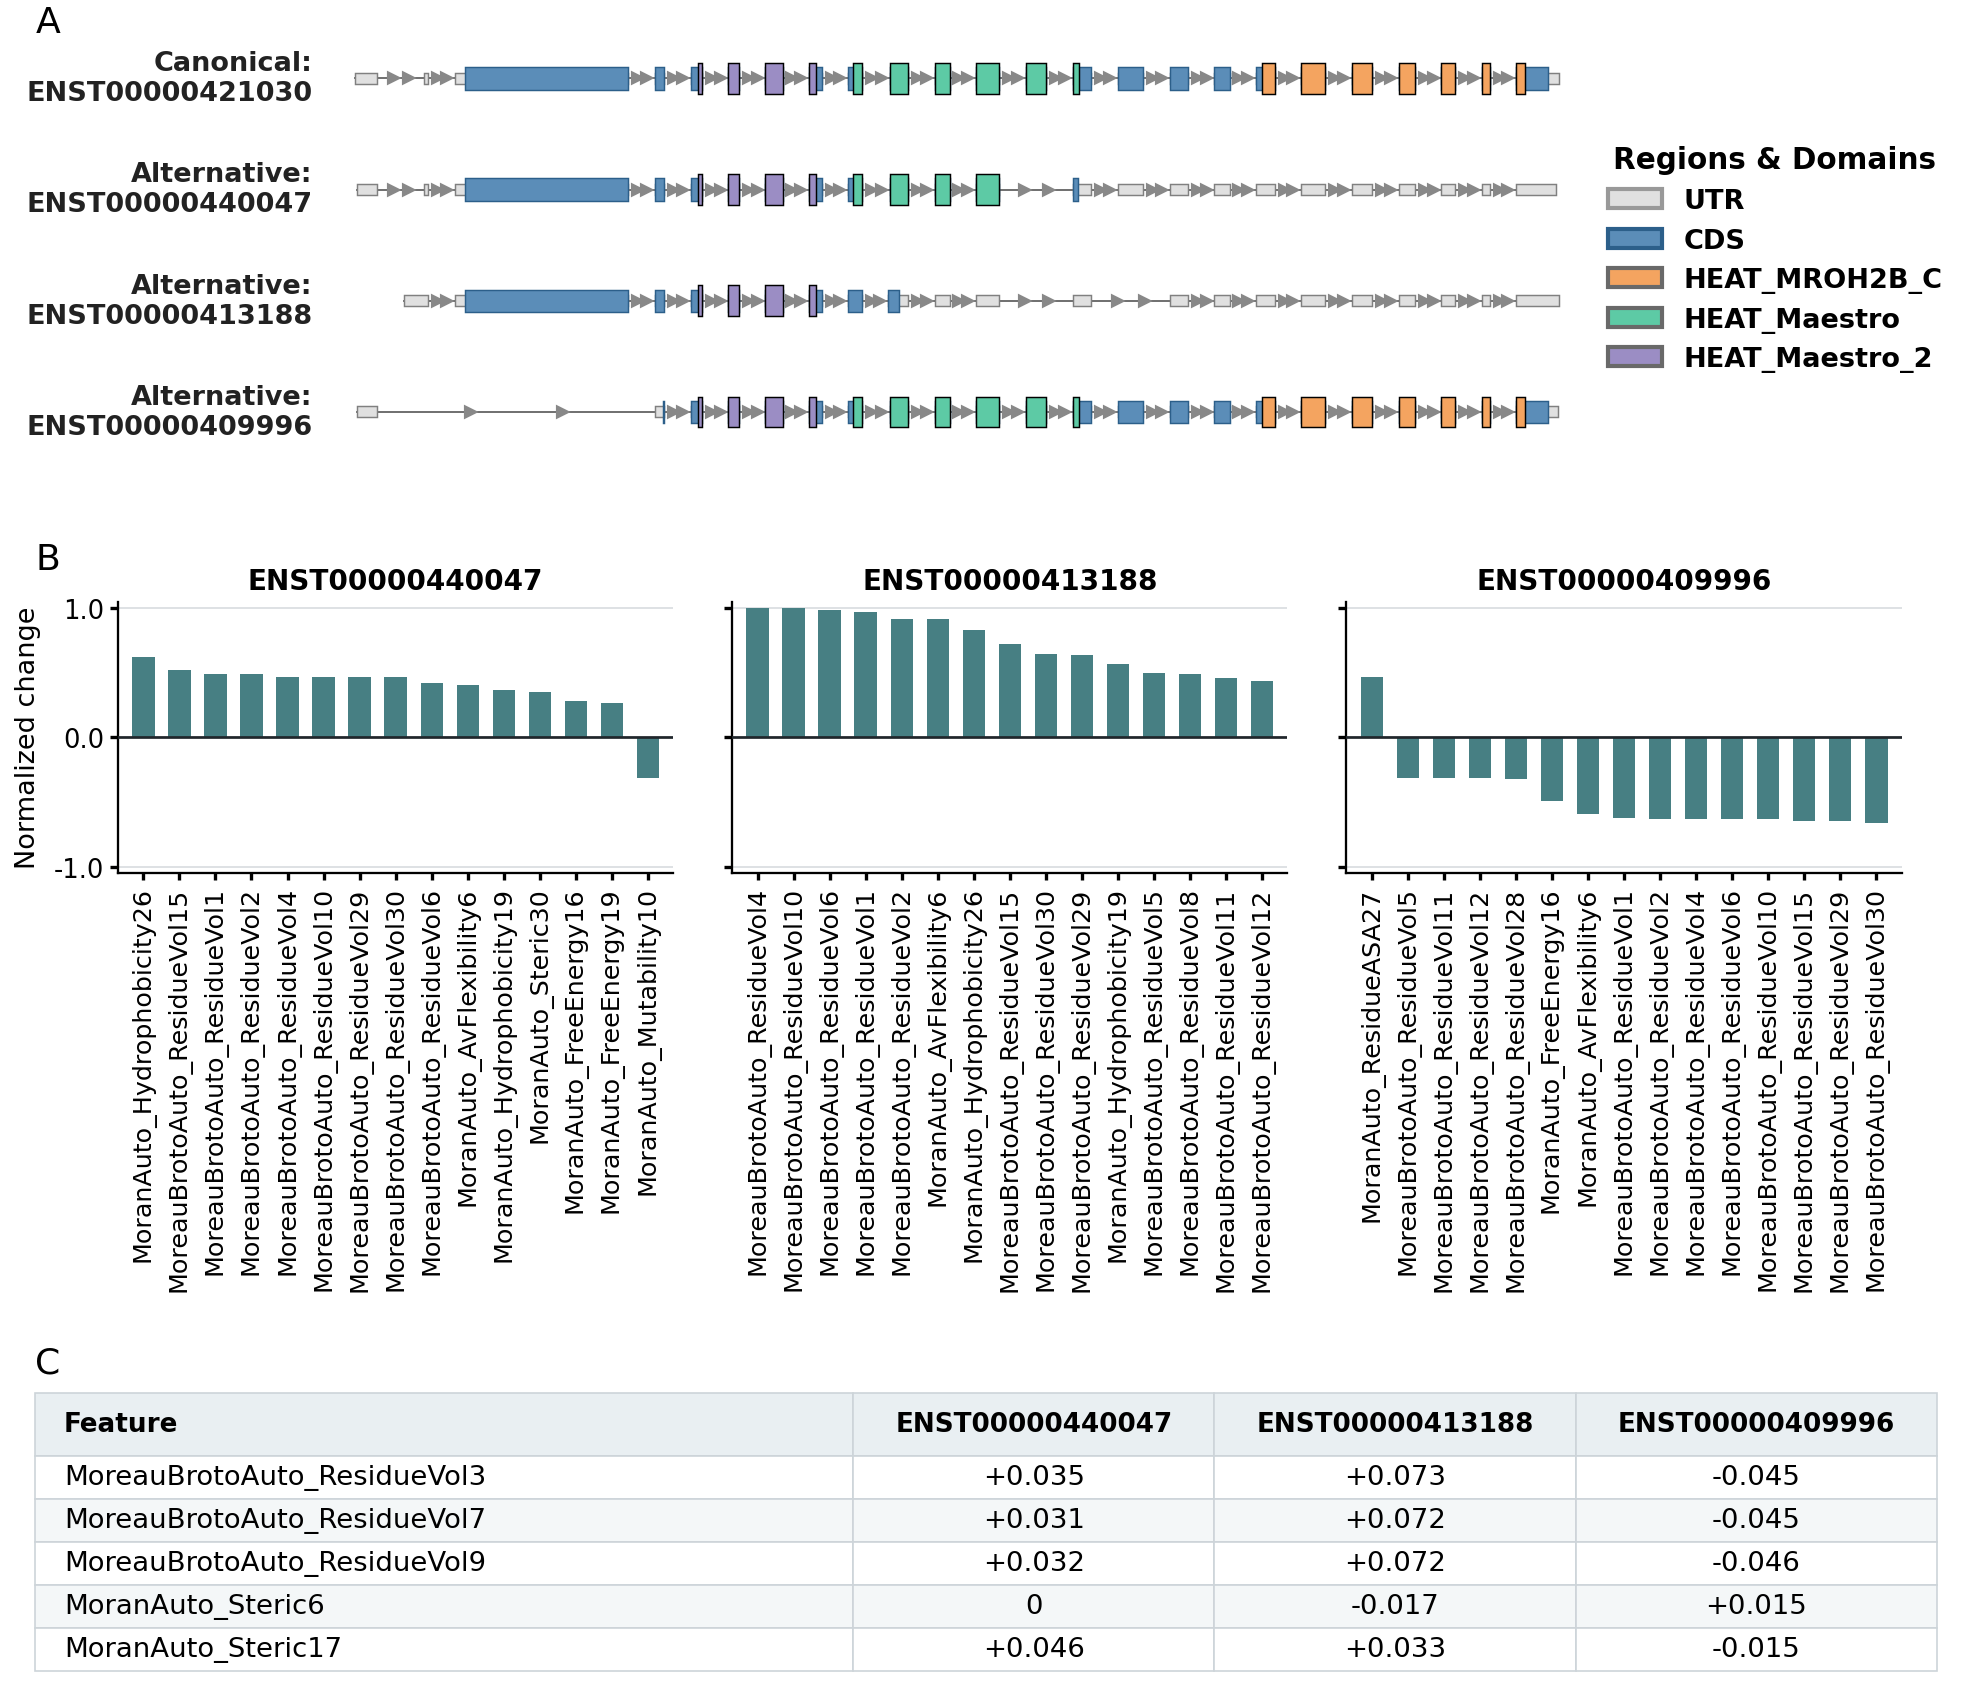 A
Canonical:
ENST00000421030
Alternative:
ENST00000440047
Alternative:
ENST00000413188
Alternative:
ENST00000409996
Regions & Domains
UTR
CDS
HEAT_MROH2B_C
HEAT_Maestro
HEAT_Maestro_2
B
ENST00000440047
ENST00000413188
ENST00000409996
Normalized change
1.0
0.0
-1.0
MoranAuto_Hydrophobicity26
MoreauBrotoAuto_ResidueVol15
MoreauBrotoAuto_ResidueVol1
MoreauBrotoAuto_ResidueVol2
MoreauBrotoAuto_ResidueVol4
MoreauBrotoAuto_ResidueVol10
MoreauBrotoAuto_ResidueVol29
MoreauBrotoAuto_ResidueVol30
MoreauBrotoAuto_ResidueVol6
MoranAuto_AvFlexibility6
MoranAuto_Hydrophobicity19
MoranAuto_Steric30
MoranAuto_FreeEnergy16
MoranAuto_FreeEnergy19
MoranAuto_Mutability10
MoreauBrotoAuto_ResidueVol4
MoreauBrotoAuto_ResidueVol10
MoreauBrotoAuto_ResidueVol6
MoreauBrotoAuto_ResidueVol1
MoreauBrotoAuto_ResidueVol2
MoranAuto_AvFlexibility6
MoranAuto_Hydrophobicity26
MoreauBrotoAuto_ResidueVol15
MoreauBrotoAuto_ResidueVol30
MoreauBrotoAuto_ResidueVol29
MoranAuto_Hydrophobicity19
MoreauBrotoAuto_ResidueVol5
MoreauBrotoAuto_ResidueVol8
MoreauBrotoAuto_ResidueVol11
MoreauBrotoAuto_ResidueVol12
MoranAuto_ResidueASA27
MoreauBrotoAuto_ResidueVol5
MoreauBrotoAuto_ResidueVol11
MoreauBrotoAuto_ResidueVol12
MoreauBrotoAuto_ResidueVol28
MoranAuto_FreeEnergy16
MoranAuto_AvFlexibility6
MoreauBrotoAuto_ResidueVol1
MoreauBrotoAuto_ResidueVol2
MoreauBrotoAuto_ResidueVol4
MoreauBrotoAuto_ResidueVol6
MoreauBrotoAuto_ResidueVol10
MoreauBrotoAuto_ResidueVol15
MoreauBrotoAuto_ResidueVol29
MoreauBrotoAuto_ResidueVol30
C
Feature ENST00000440047 ENST00000413188 ENST00000409996
MoreauBrotoAuto_ResidueVol3 +0.035 +0.073 -0.045
MoreauBrotoAuto_ResidueVol7 +0.031 +0.072 -0.045
MoreauBrotoAuto_ResidueVol9 +0.032 +0.072 -0.046
MoranAuto_Steric6 0 -0.017 +0.015
MoranAuto_Steric17 +0.046 +0.033 -0.015